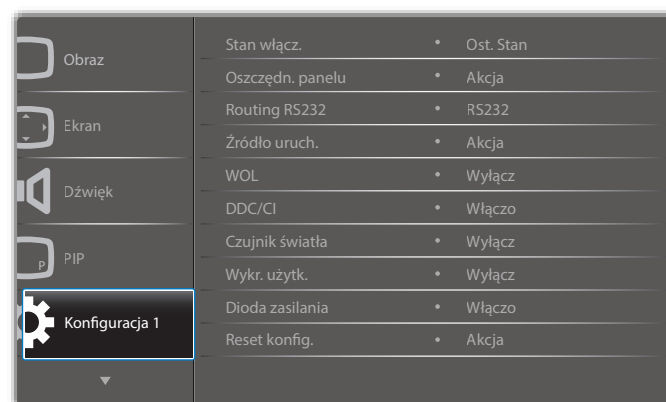 Obraz
Ekran
Dźwięk
P
PIP
Konfiguracja 1
Stan włącz. • Ost. Stan
Oszczędn. panelu • Akcja
Routing RS232 • RS232
Źródło uruch. • Akcja
WOL • Wyłącz
DDC/CI • Włączo
Czujnik światła • Wyłącz
Wykr. użytk. • Wyłącz
Dioda zasilania • Włączo
Reset konfig. • Akcja